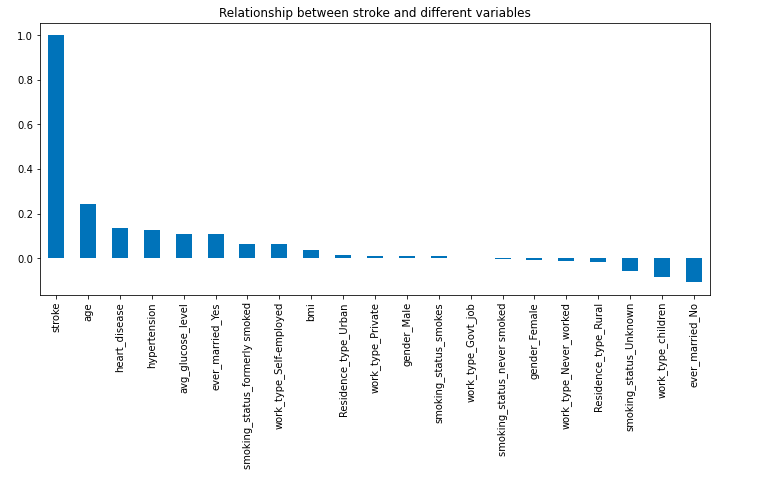 Relationship between stroke and different variables
1.0
0.8
0.6
0.4
0.2
0.0
stroke
age
heart_disease
hypertension
avg_glucose_level
ever_married_Yes
smoking_status_formerly smoked
work_type_Self-employed
bmi
Residence_type_Urban
work_type_Private
gender_Male
smoking_status_smokes
work_type_Govt_job
smoking_status_never smoked
gender_Female
work_type_Never_worked
Residence_type_Rural
smoking_status_Unknown
work_type_children
ever_married_No